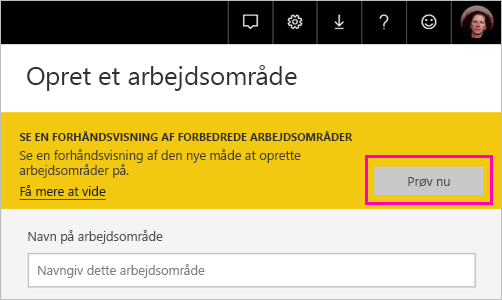 Opret et arbejdsområde
SE EN FORHÅNDSVISNING AF FORBEDREDE ARBEJDSOMRÅDER
Se en forhåndsvisning af den nye måde at oprette
arbejdsområder på.
Få mere at vide
Prøv nu
Navn på arbejdsområde
Navngiv dette arbejdsområde